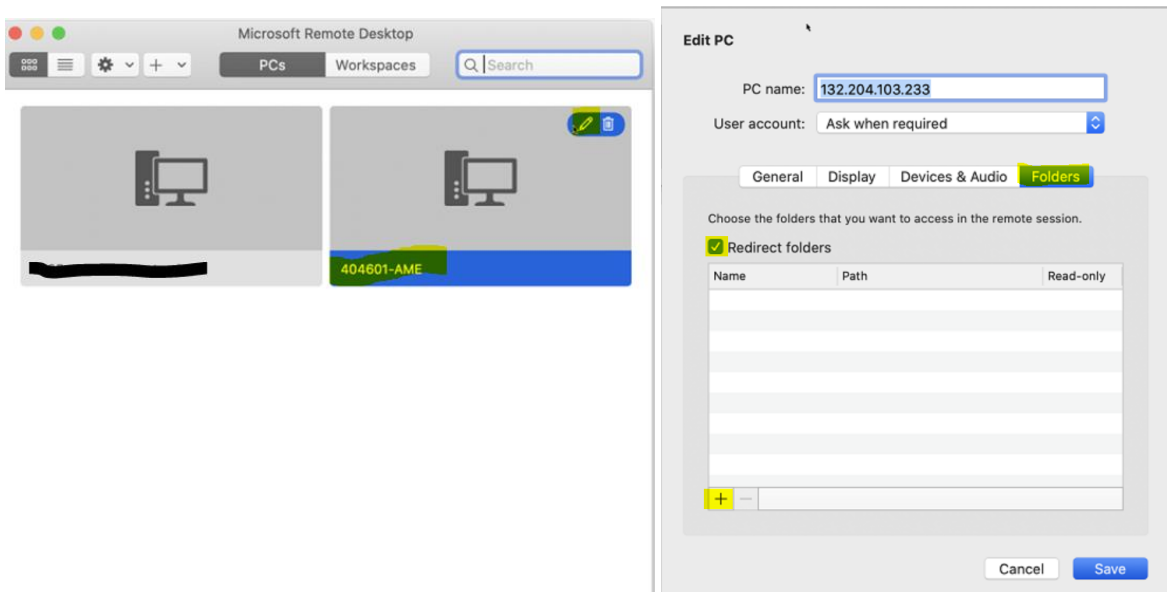 Microsoft Remote Desktop
PCs Workspaces Search
404601-AME
Edit PC
PC name: 132.204.103.233
User account: Ask when required
General Display Devices & Audio Folders
Choose the folders that you want to access in the remote session.
Redirect folders
Name Path Read-only
+ −
Cancel Save